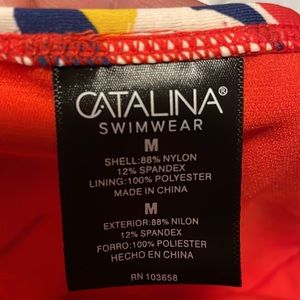 CATALINA®
SWIMWEAR
M
SHELL: 88% NYLON
12% SPANDEX
LINING: 100% POLYESTER
MADE IN CHINA
M
EXTERIOR: 88% NILON
12% SPANDEX
FORRO: 100% POLIESTER
HECHO EN CHINA
RN 103658